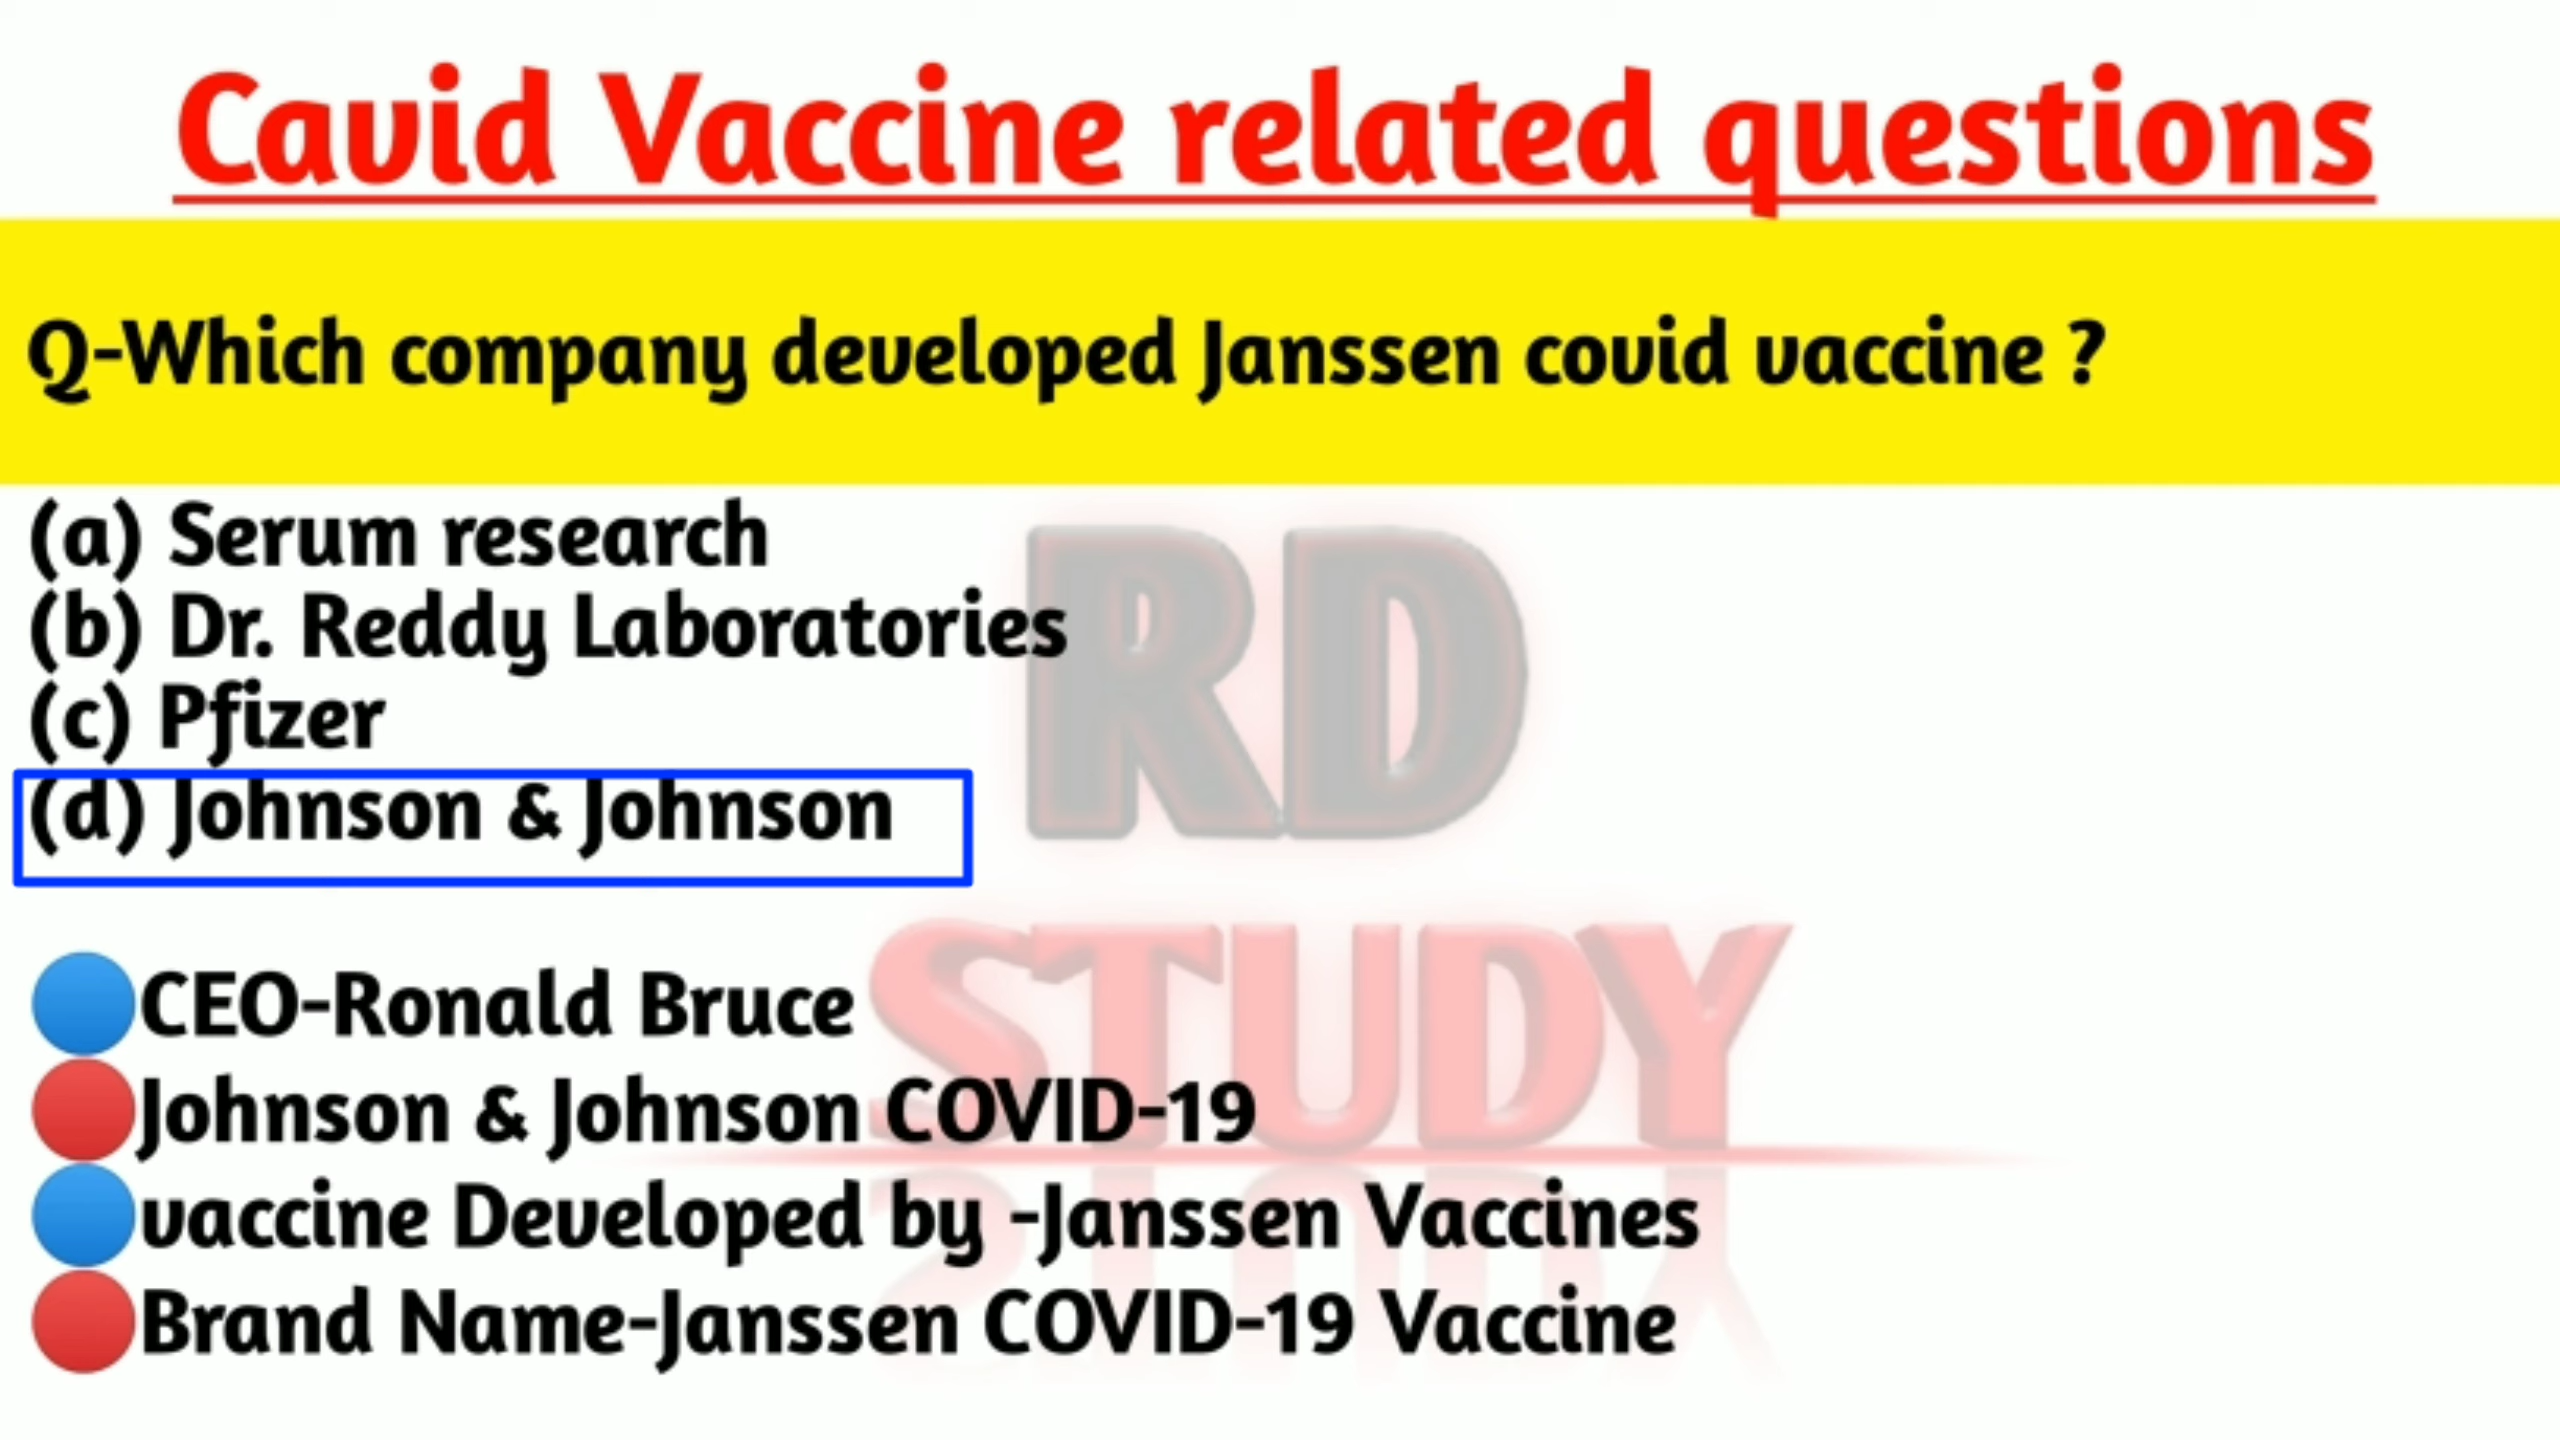 Cavid Vaccine related questions
Q-Which company developed Janssen covid vaccine ?
(a) Serum research
(b) Dr. Reddy Laboratories
(c) Pfizer
(d) Johnson & Johnson
RD
STUDY
🔵CEO-Ronald Bruce
🔴Johnson & Johnson COVID-19
🔵vaccine Developed by -Janssen Vaccines
🔴Brand Name-Janssen COVID-19 Vaccine